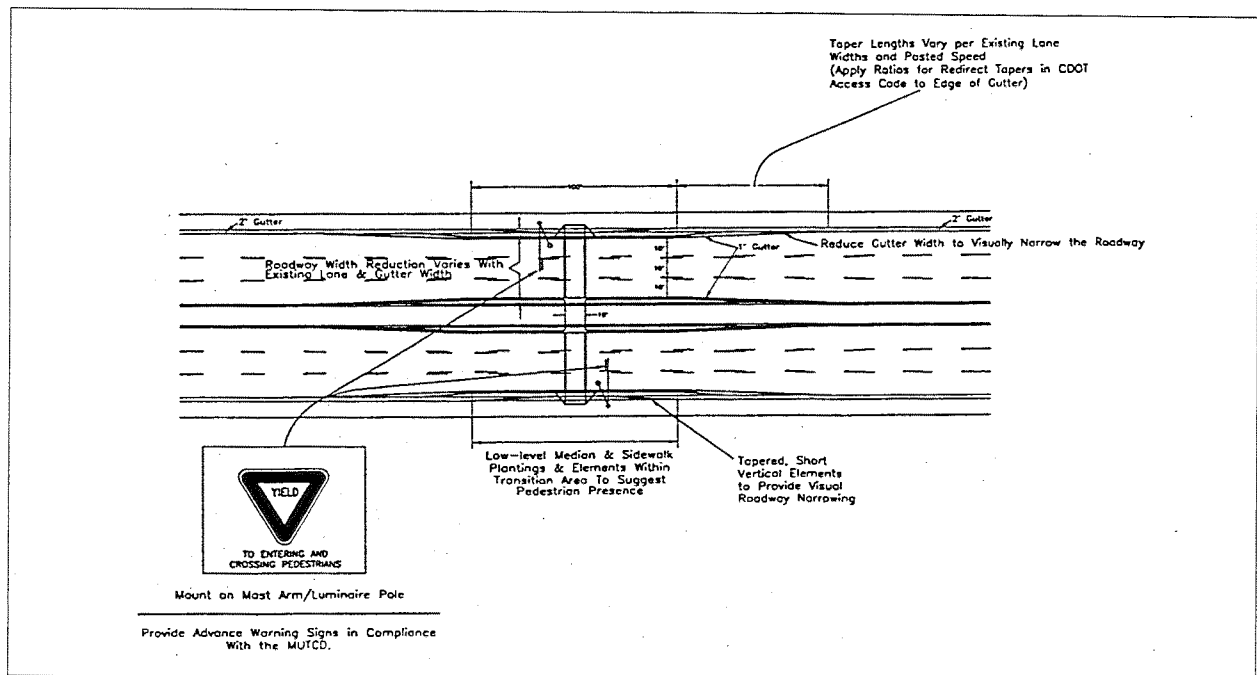 Taper Lengths Vary per Existing Lane
Widths and Posted Speed
(Apply Ratios for Redirect Tapers in CDOT
Access Code to Edge of Gutter)
100'
2' Gutter
2' Gutter
1' Gutter
Reduce Gutter Width to Visually Narrow the Roadway
Roadway Width Reduction Varies With
Existing Lane & Gutter Width
10'
10'
10'
Low-level Median & Sidewalk
Plantings & Elements Within
Transition Area To Suggest
Pedestrian Presence
Tapered, Short
Vertical Elements
to Provide Visual
Roadway Narrowing
YIELD
TO ENTERING AND
CROSSING PEDESTRIANS
Mount on Mast Arm/Luminaire Pole
Provide Advance Warning Signs in Compliance
With the MUTCD.